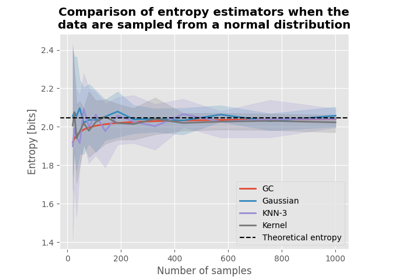 Comparison of entropy estimators when the
data are sampled from a normal distribution
2.4
2.2
2.0
1.8
1.6
1.4
Entropy [bits]
GC
Gaussian
KNN-3
Kernel
Theoretical entropy
0
200
400
600
800
1000
Number of samples